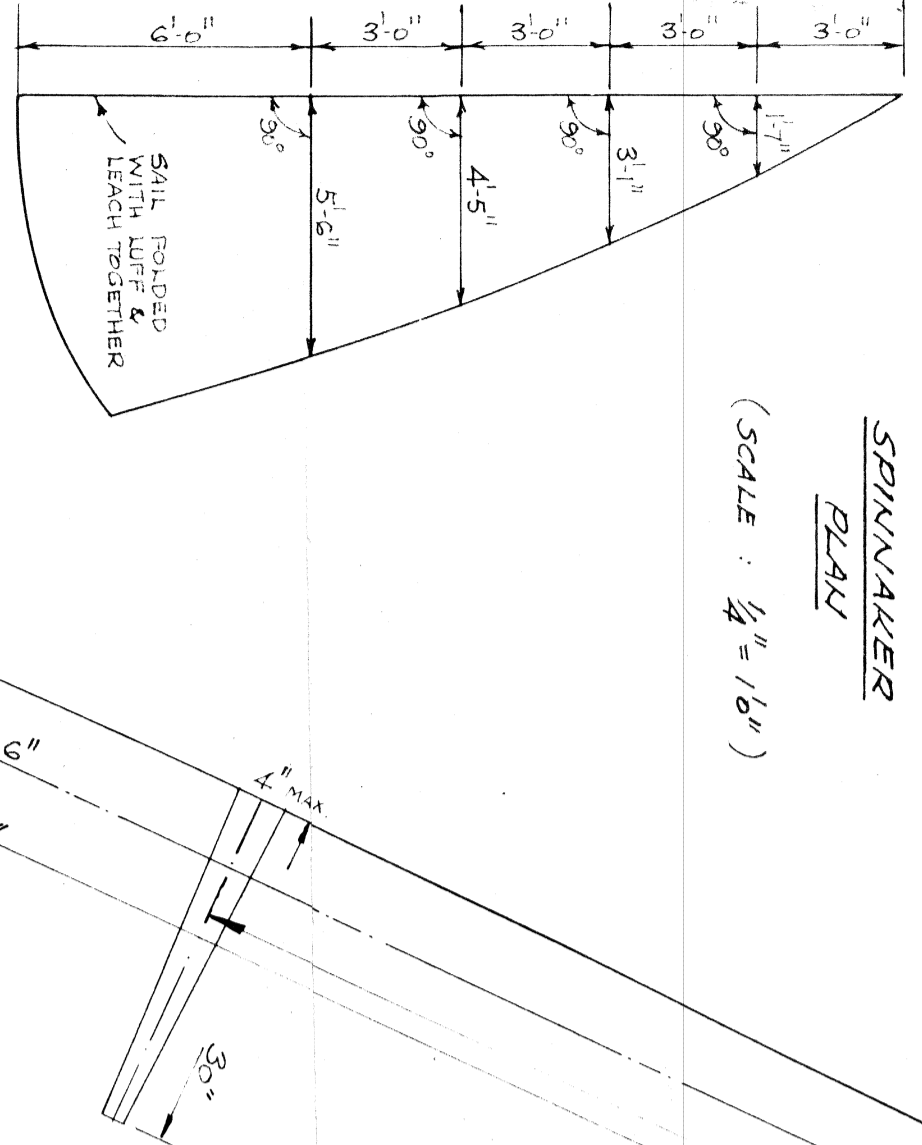 SPINNAKER
PLAN
(SCALE : 1/4" = 1'0")
3'-0"
3'-0"
3'-0"
3'-0"
6'-0"
1'-7"
90°
3'-1"
90°
4'-5"
90°
5'-6"
90°
SAIL FOLDED
WITH LUFF &
LEACH TOGETHER
4" MAX.
6"
30"